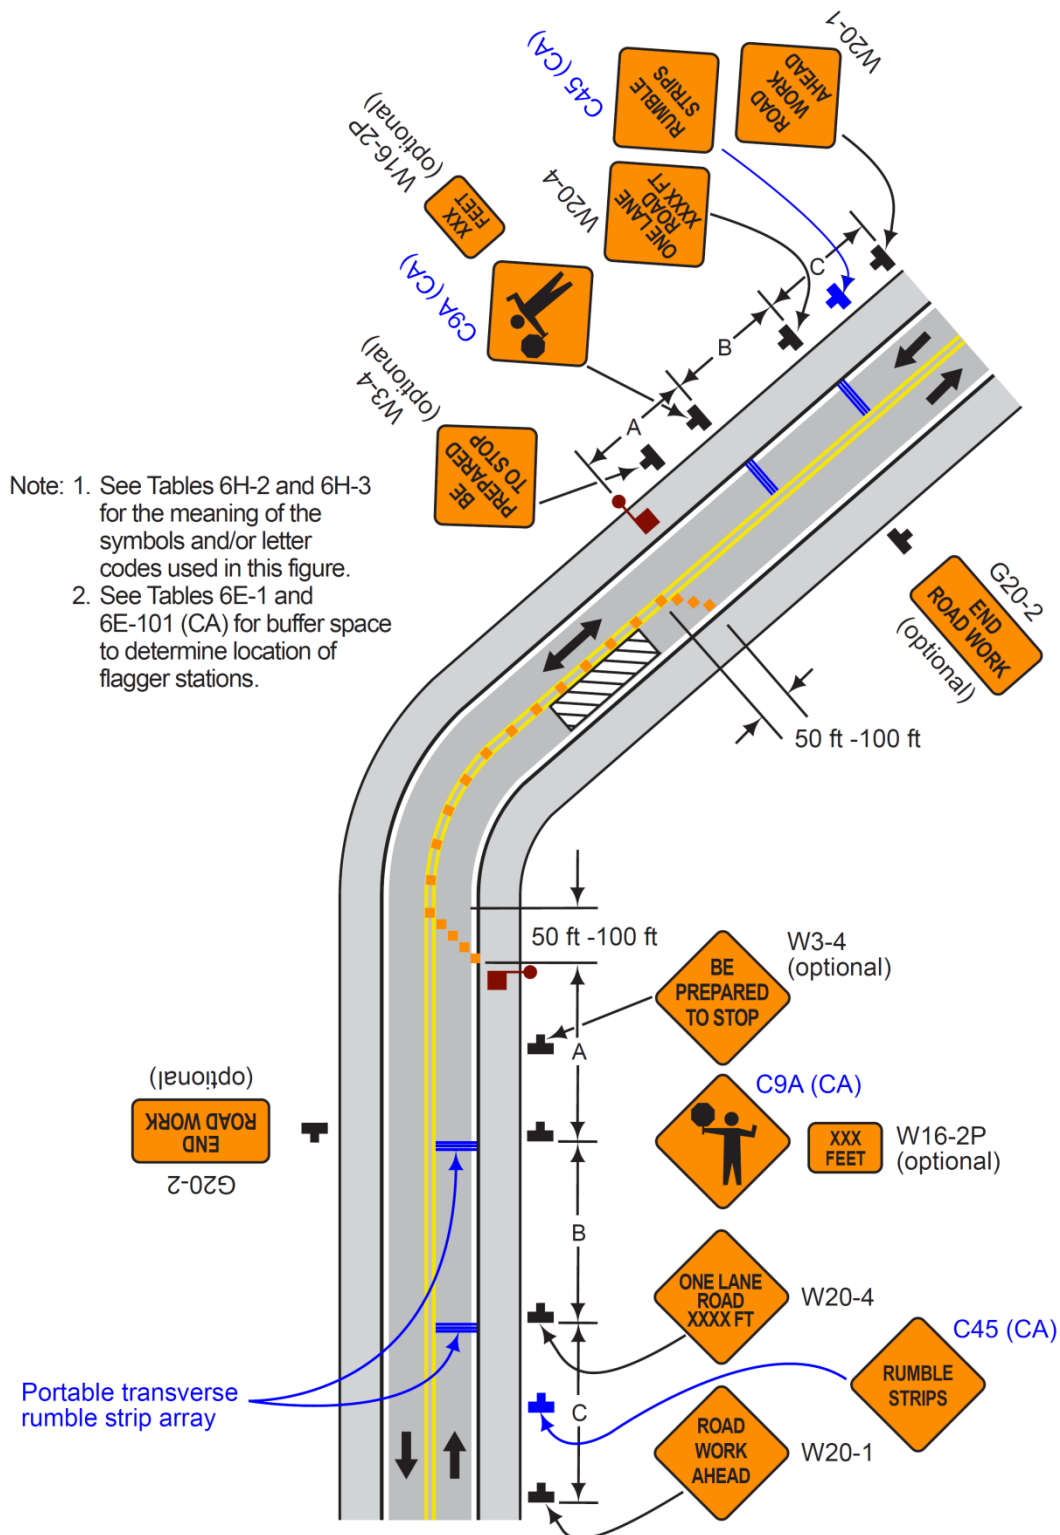 W20-1
ROAD
WORK
AHEAD
C45 (CA)
RUMBLE
STRIPS
W20-4
ONE LANE
ROAD
XXXX FT
W16-2P
(optional)
XXX
FEET
C9A (CA)
W3-4
(optional)
BE
PREPARED
TO STOP
A
B
C
Note: 1. See Tables 6H-2 and 6H-3
for the meaning of the
symbols and/or letter
codes used in this figure.
2. See Tables 6E-1 and
6E-101 (CA) for buffer space
to determine location of
flagger stations.
G20-2
END
ROAD WORK
(optional)
50 ft -100 ft
50 ft -100 ft
BE
PREPARED
TO STOP
W3-4
(optional)
A
C9A (CA)
XXX
FEET
W16-2P
(optional)
G20-2
END
ROAD WORK
(optional)
B
ONE LANE
ROAD
XXXX FT
W20-4
C45 (CA)
RUMBLE
STRIPS
Portable transverse
rumble strip array
C
ROAD
WORK
AHEAD
W20-1